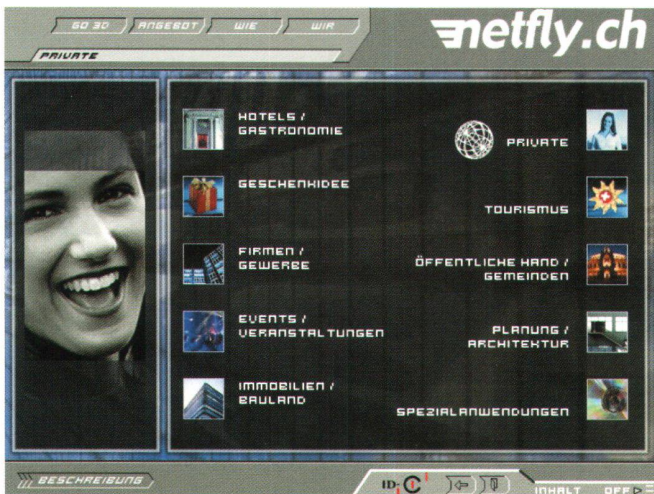 GO 3D
ANGEBOT
WIE
WIR
netfly.ch
PRIVATE
HOTELS /
GASTRONOMIE
GESCHENKIDEE
FIRMEN /
GEWERBE
EVENTS /
VERANSTALTUNGEN
IMMOBILIEN /
BAULAND
PRIVATE
TOURISMUS
ÖFFENTLICHE HAND /
GEMEINDEN
PLANUNG /
ARCHITEKTUR
SPEZIALANWENDUNGEN
BESCHREIBUNG
ID-C
INHALT OFF